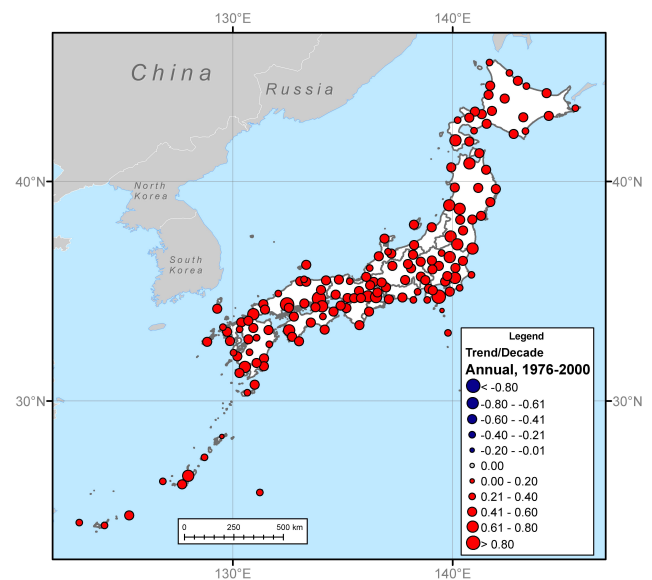 130°E 140°E
China
Russia
40°N 40°N
North
Korea
South
Korea
Legend
Trend/Decade
Annual, 1976-2000
< -0.80
-0.80 - -0.61
-0.60 - -0.41
-0.40 - -0.21
-0.20 - -0.01
0.00
0.00 - 0.20
0.21 - 0.40
0.41 - 0.60
0.61 - 0.80
> 0.80
30°N 30°N
0 250 500 km
130°E 140°E